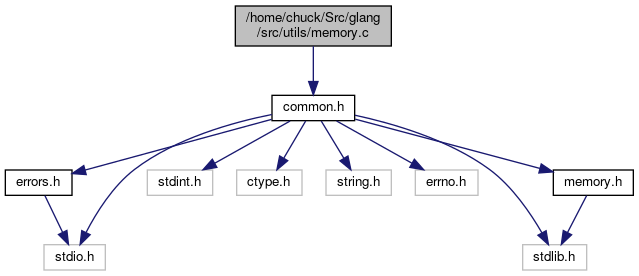 /home/chuck/Src/glang
/src/utils/memory.c
common.h
errors.h
stdint.h
ctype.h
string.h
errno.h
memory.h
stdio.h
stdlib.h